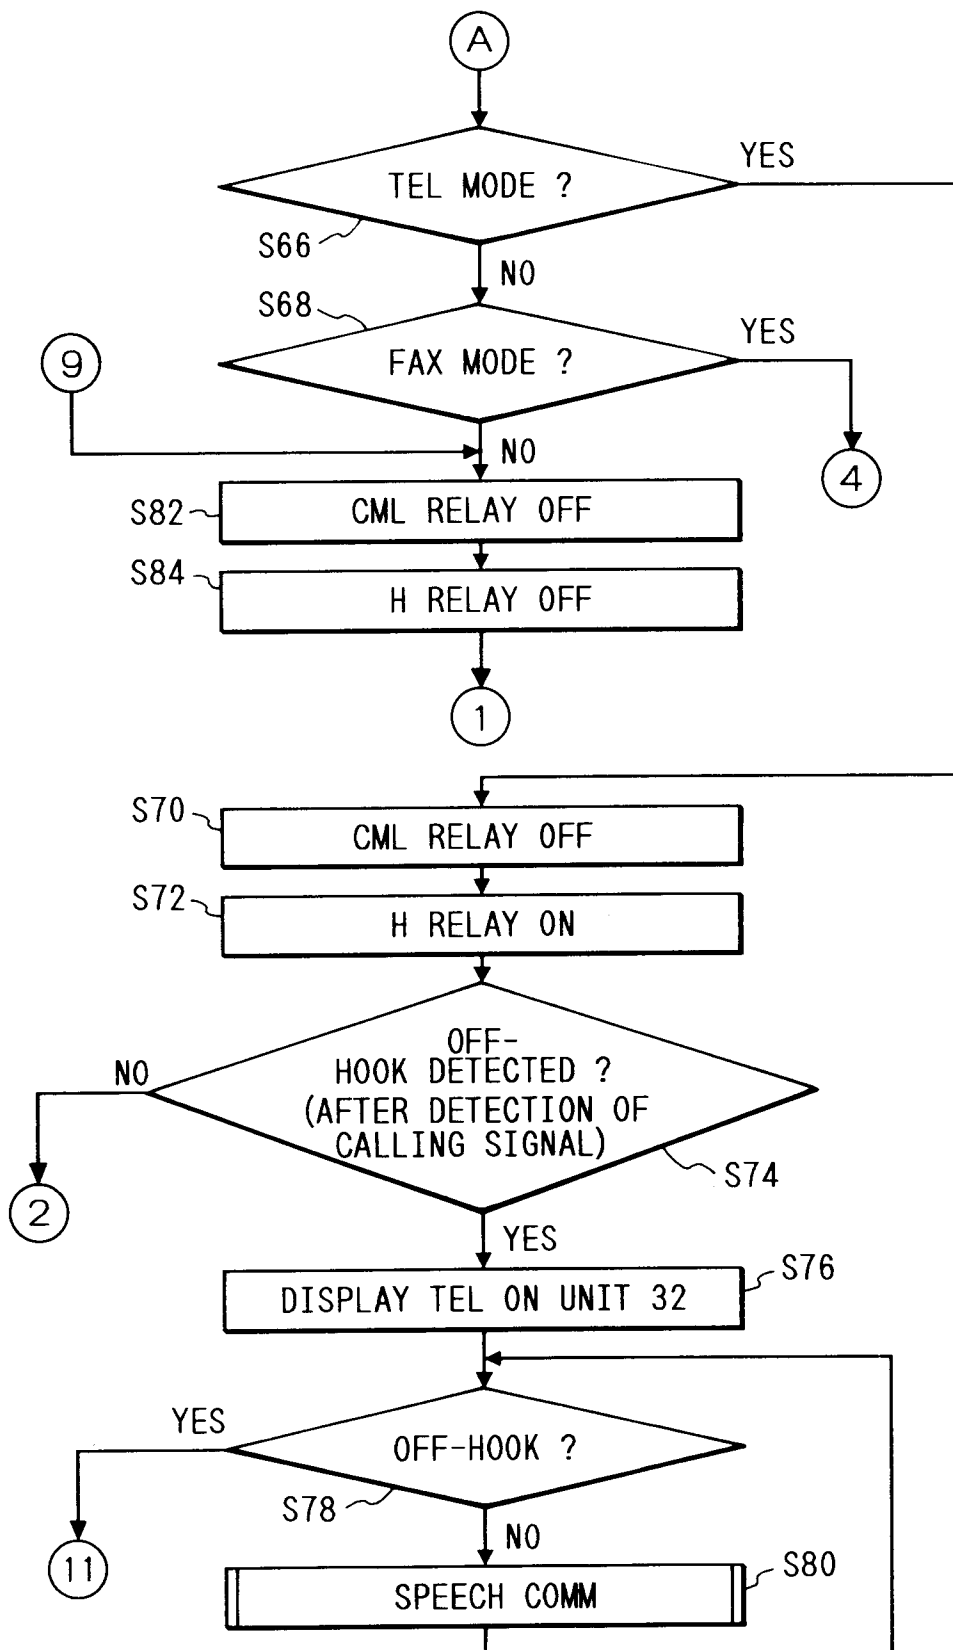 A
TEL MODE ?
YES
S66
NO
S68
FAX MODE ?
YES
9
NO
4
S82
CML RELAY OFF
S84
H RELAY OFF
1
S70
CML RELAY OFF
S72
H RELAY ON
OFF-
HOOK DETECTED ?
(AFTER DETECTION OF
CALLING SIGNAL)
NO
S74
2
YES
S76
DISPLAY TEL ON UNIT 32
YES
OFF-HOOK ?
S78
11
NO
S80
SPEECH COMM